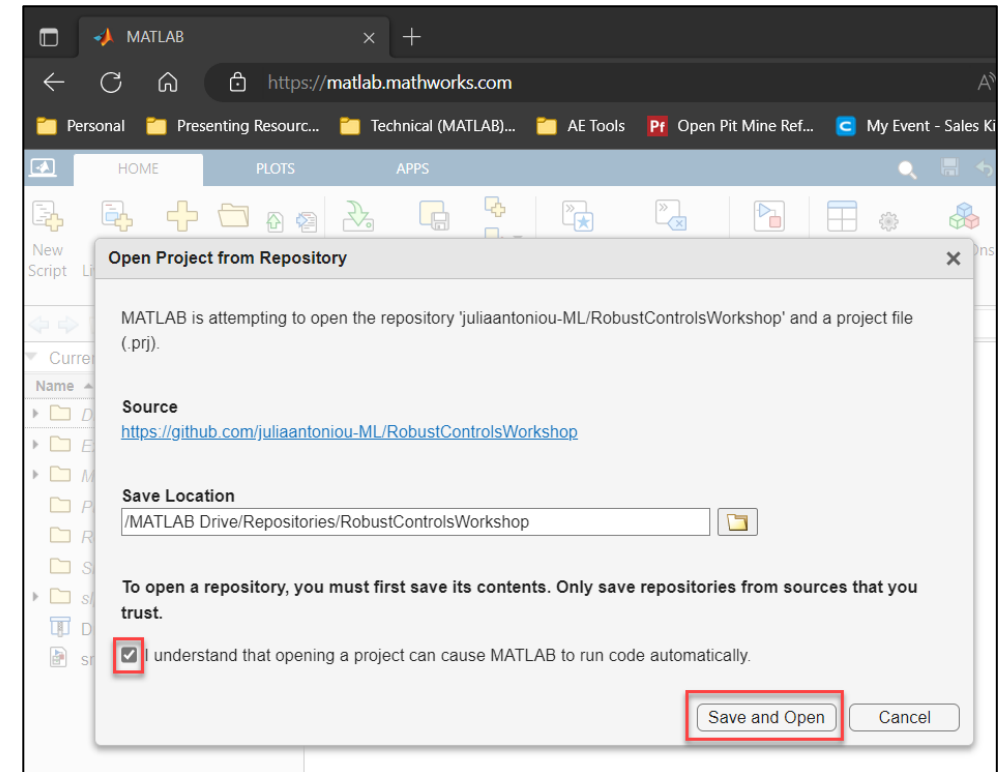 MATLAB
https://matlab.mathworks.com
Personal Presenting Resourc... Technical (MATLAB)... AE Tools Pf Open Pit Mine Ref... My Event - Sales Ki
HOME PLOTS APPS
New
Script
Open Project from Repository
MATLAB is attempting to open the repository 'juliaantoniou-ML/RobustControlsWorkshop' and a project file
(.prj).
Curre
Name
Source
https://github.com/juliaantoniou-ML/RobustControlsWorkshop
Save Location
/MATLAB Drive/Repositories/RobustControlsWorkshop
To open a repository, you must first save its contents. Only save repositories from sources that you
trust.
I understand that opening a project can cause MATLAB to run code automatically.
Save and Open Cancel